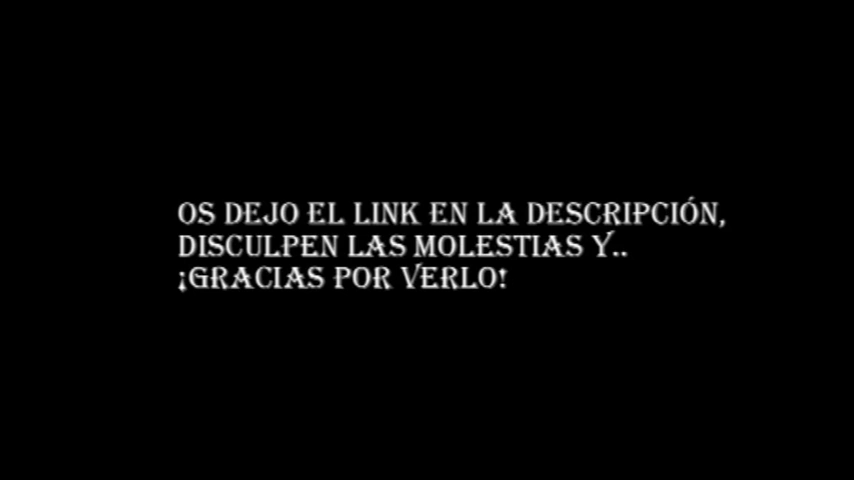 OS DEJO EL LINK EN LA DESCRIPCIÓN,
DISCULPEN LAS MOLESTIAS Y..
¡GRACIAS POR VERLO!